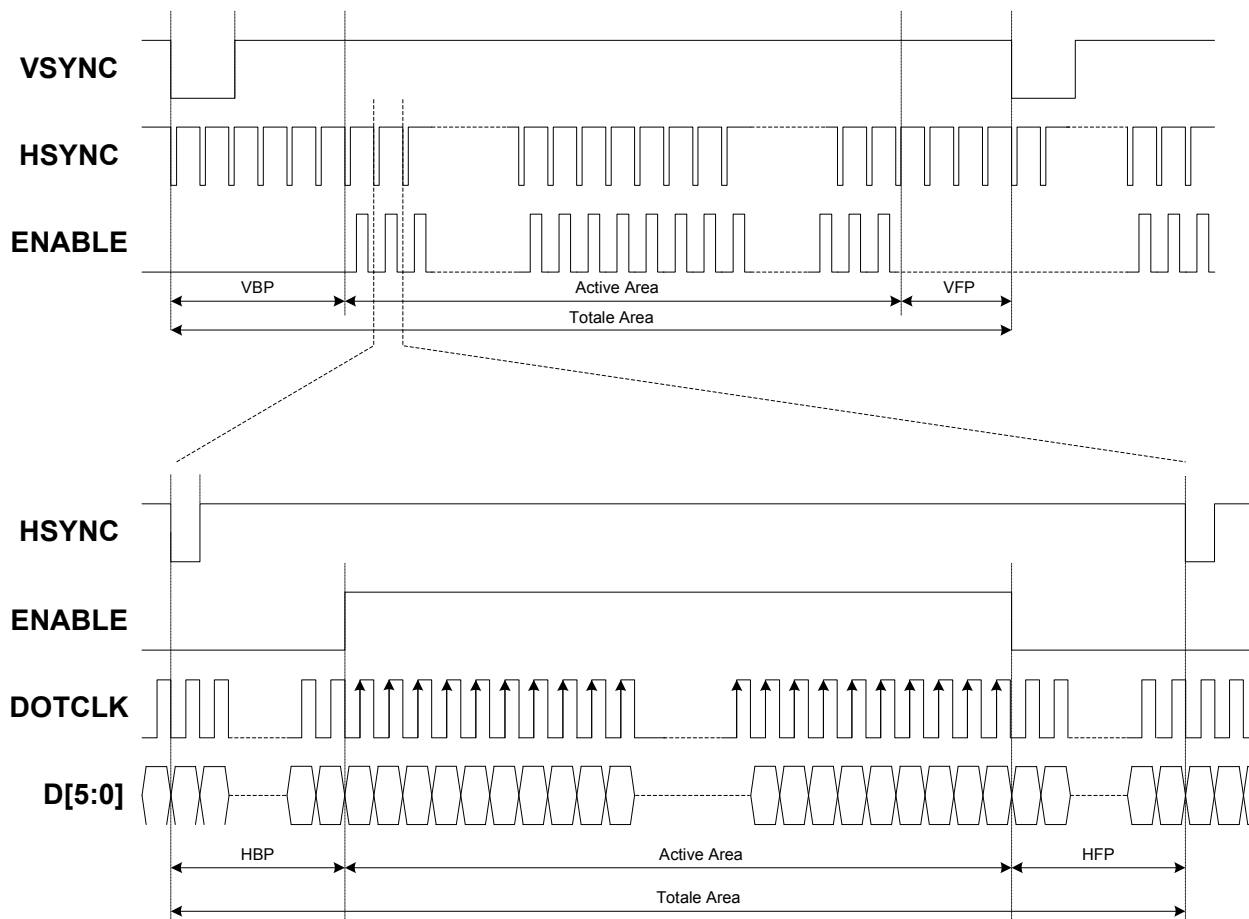 VSYNC
HSYNC
ENABLE
VBP Active Area VFP
Totale Area
HSYNC
ENABLE
DOTCLK
D[5:0]
HBP Active Area HFP
Totale Area